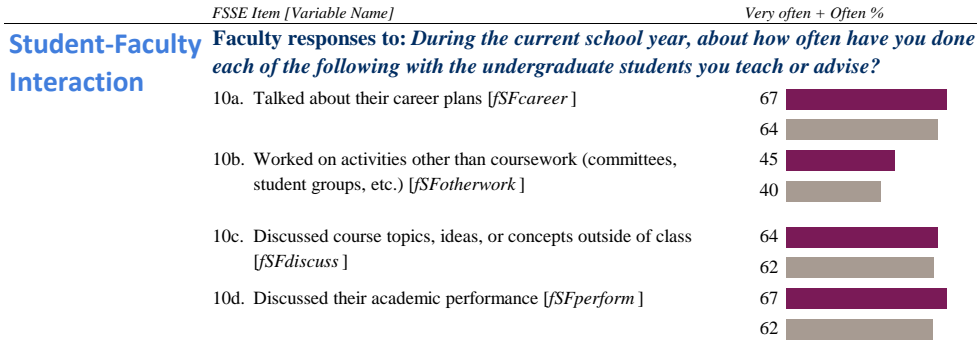 FSSE Item [Variable Name] Very often + Often %
Student-Faculty Interaction
Faculty responses to: During the current school year, about how often have you done
each of the following with the undergraduate students you teach or advise?
10a. Talked about their career plans [fSFcareer] 67
64
10b. Worked on activities other than coursework (committees, 45
student groups, etc.) [fSFotherwork] 40
10c. Discussed course topics, ideas, or concepts outside of class 64
[fSFdiscuss] 62
10d. Discussed their academic performance [fSFperform] 67
62